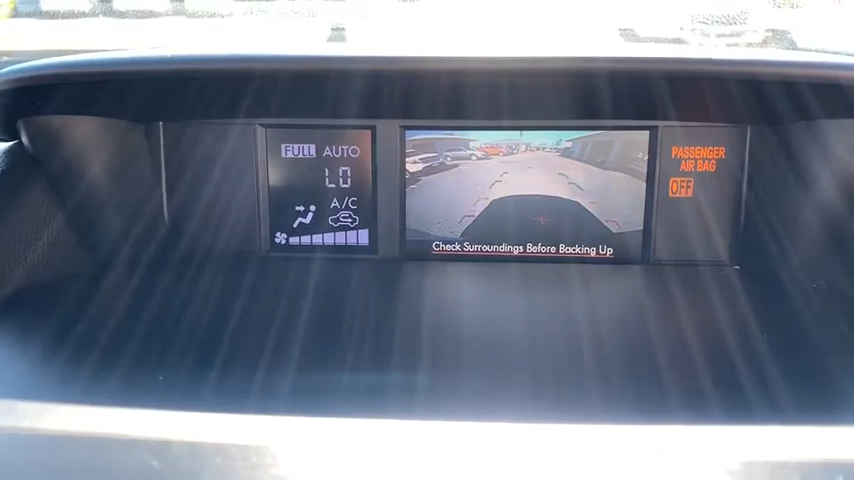 FULL AUTO
LO
A/C
Check Surroundings Before Backing Up
PASSENGER
AIR BAG
OFF